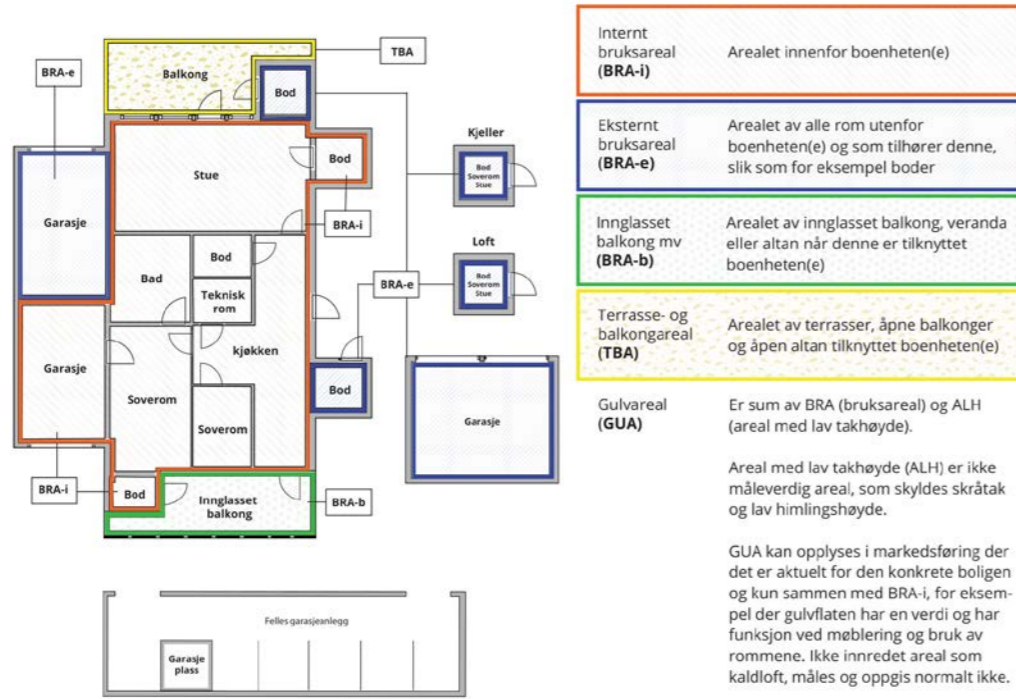 TBA
BRA-e
Balkong
Bod
Kjeller
Bod
Soverom
Stue
Stue
Bod
Garasje
BRA-i
Loft
Bod
Soverom
Stue
Bad
Bod
Teknisk
rom
BRA-e
Garasje
kjøkken
Soverom
Bod
Garasje
Soverom
BRA-i
Bod
Innglasset
balkong
BRA-b
Felles garasjeanlegg
Garasje
plass
Internt
bruksareal
(BRA-i)
Arealet innenfor boenheten(e)
Eksternt
bruksareal
(BRA-e)
Arealet av alle rom utenfor
boenheten(e) og som tilhører denne,
slik som for eksempel boder
Innglasset
balkong mv
(BRA-b)
Arealet av innglasset balkong, veranda
eller altan når denne er tilknyttet
boenheten(e)
Terrasse- og
balkongareal
(TBA)
Arealet av terrasser, åpne balkonger
og åpen altan tilknyttet boenheten(e)
Gulvareal
(GUA)
Er sum av BRA (bruksareal) og ALH
(areal med lav takhøyde).
Areal med lav takhøyde (ALH) er ikke
måleverdig areal, som skyldes skråtak
og lav himlingshøyde.
GUA kan opplyses i markedsføring der
det er aktuelt for den konkrete boligen
og kun sammen med BRA-i, for eksem-
pel der gulvflaten har en verdi og har
funksjon ved møblering og bruk av
rommene. Ikke innredet areal som
kaldloft, måles og oppgis normalt ikke.